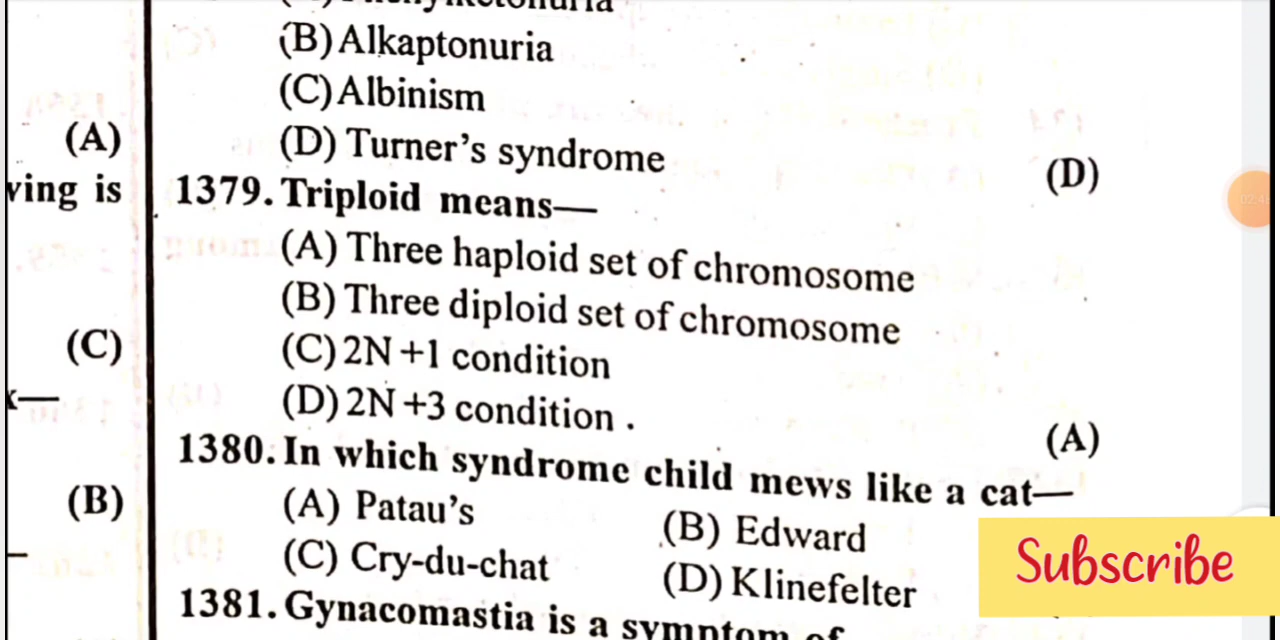 (B) Alkaptonuria
(C) Albinism
(A)
(D) Turner's syndrome
(D)
ving is
1379. Triploid means—
(A) Three haploid set of chromosome
(B) Three diploid set of chromosome
(C)
(C) 2N +1 condition
(D) 2N +3 condition .
(A)
1380. In which syndrome child mews like a cat—
(B)
(A) Patau's
(B) Edward
(C) Cry-du-chat
(D) Klinefelter
Subscribe
1381. Gynacomastia is a symptom of
02:4